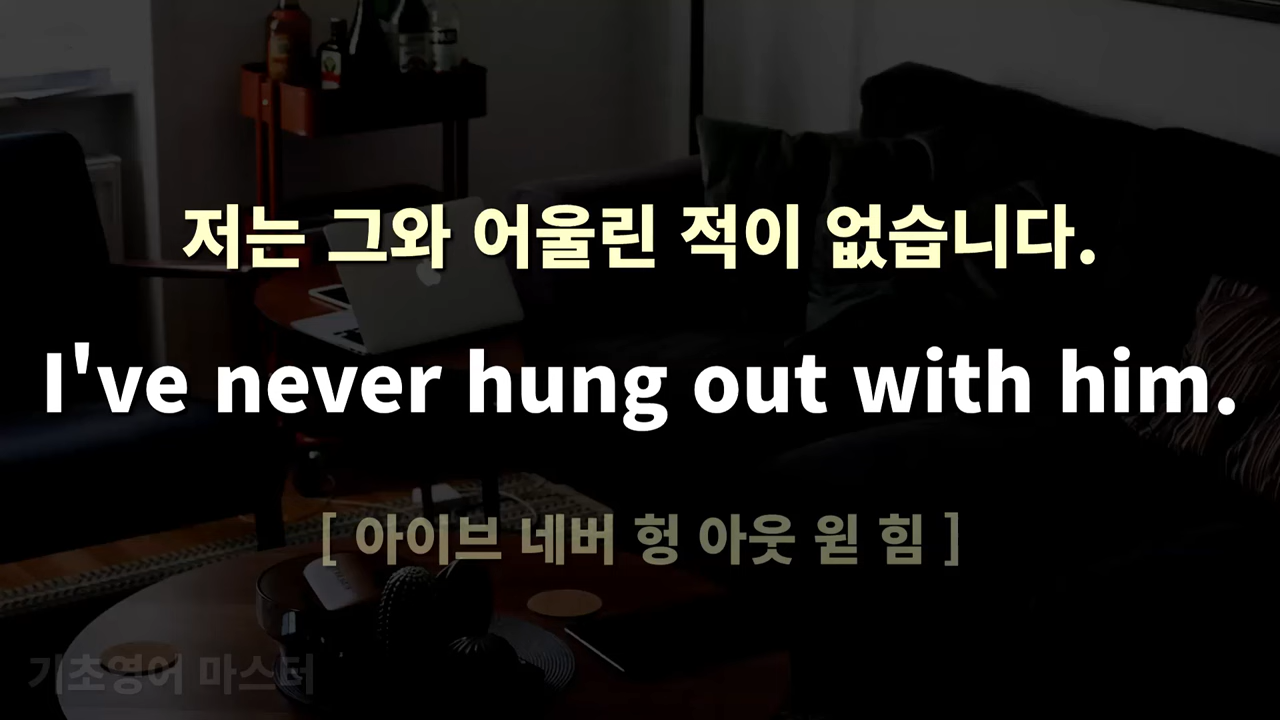 저는 그와 어울린 적이 없습니다.
I've never hung out with him.
[ 아이브 네버 헝 아웃 윋 힘 ]
기초영어 마스터